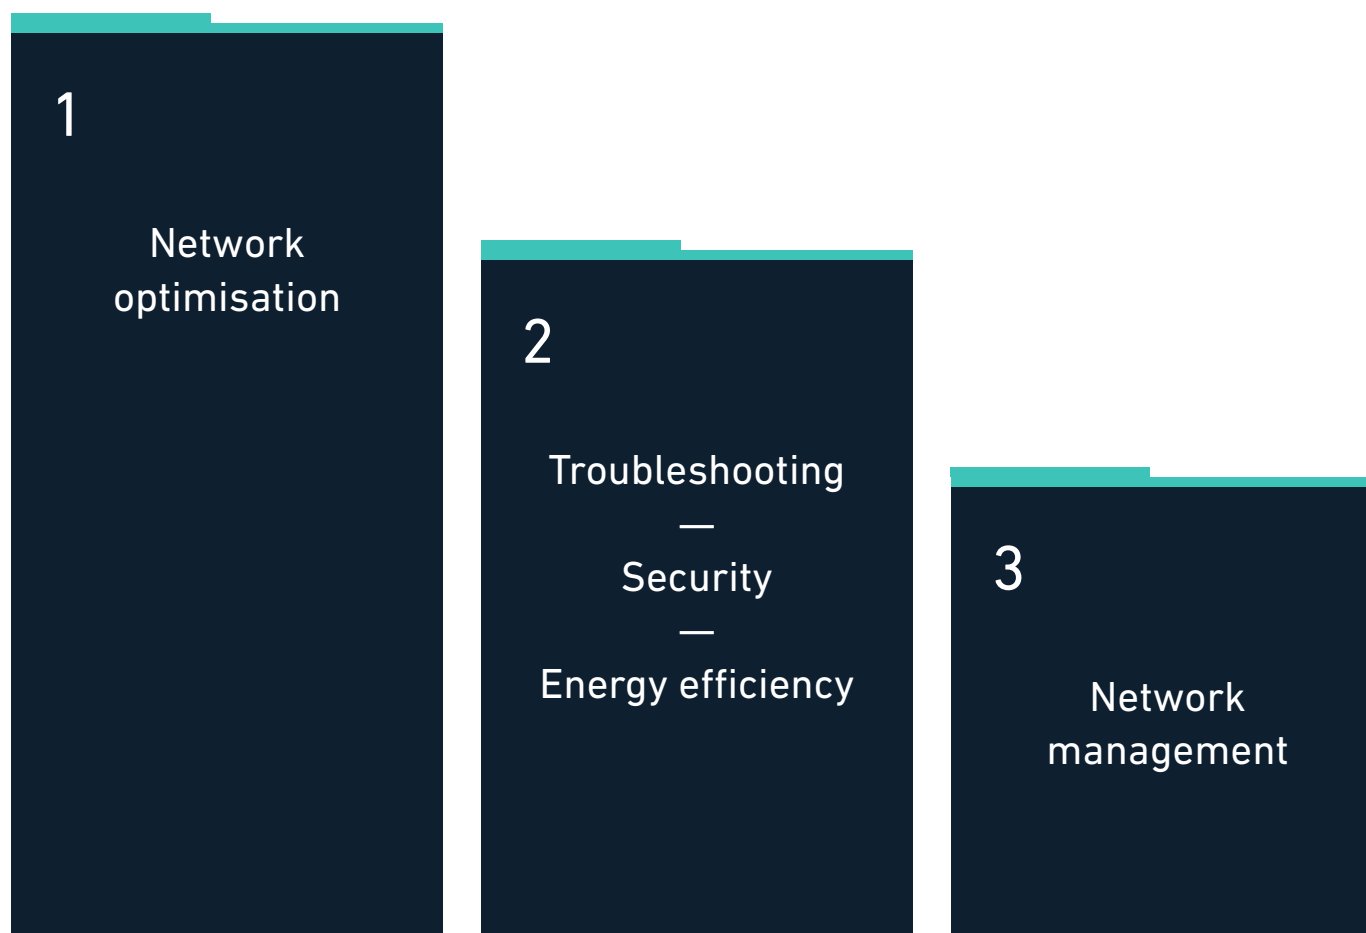 1
Network
optimisation
2
Troubleshooting
—
Security
—
Energy efficiency
3
Network
management